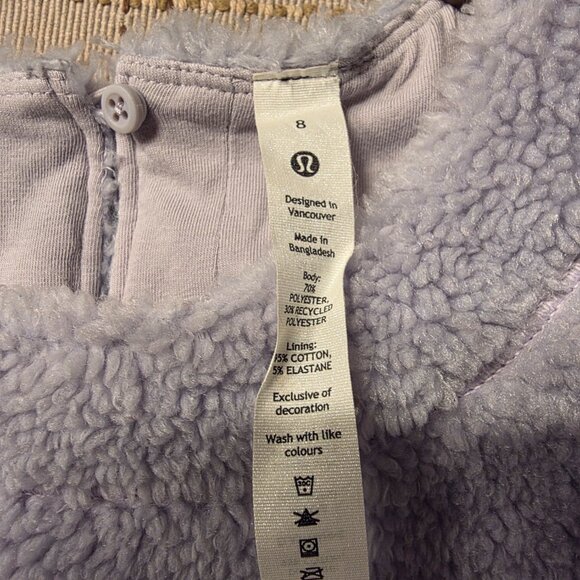 8
Designed in
Vancouver
Made in
Bangladesh
Body:
70%
POLYESTER,
30% RECYCLED
POLYESTER
Lining:
95% COTTON,
5% ELASTANE
Exclusive of
decoration
Wash with like
colours